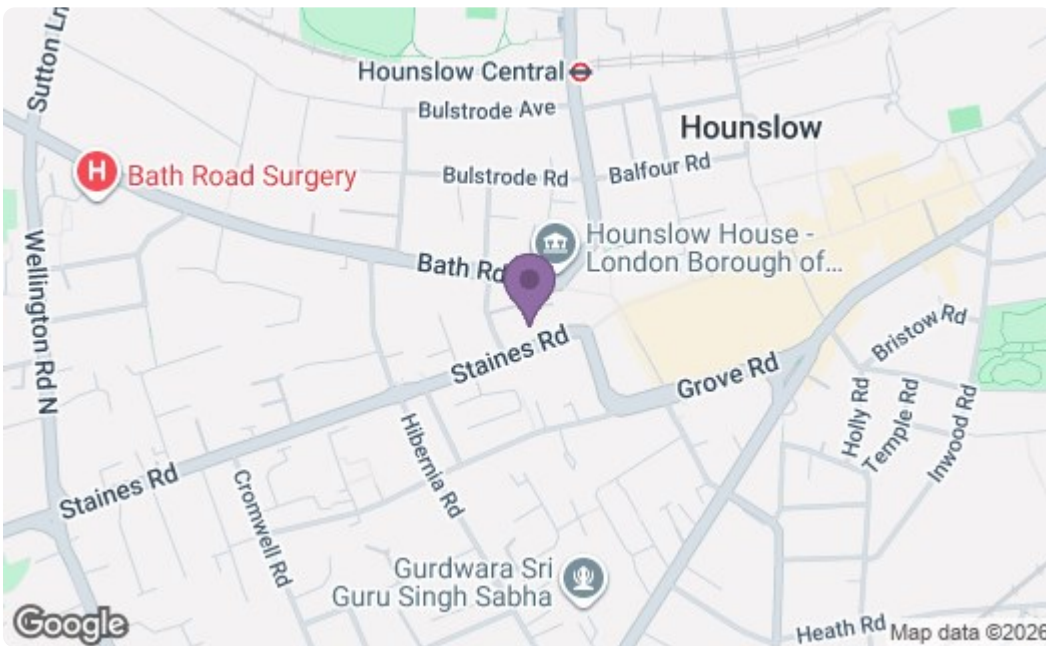 Sutton Ln
Hounslow Central
Bulstrode Ave
Hounslow
Bath Road Surgery
Bulstrode Rd
Balfour Rd
Hounslow House -
London Borough of...
Bath Rd
Wellington Rd N
Staines Rd
Bristow Rd
Grove Rd
Holly Rd
Temple Rd
Inwood Rd
Hibernia Rd
Staines Rd
Cromwell Rd
Gurdwara Sri
Guru Singh Sabha
Heath Rd
Google
Map data ©2026